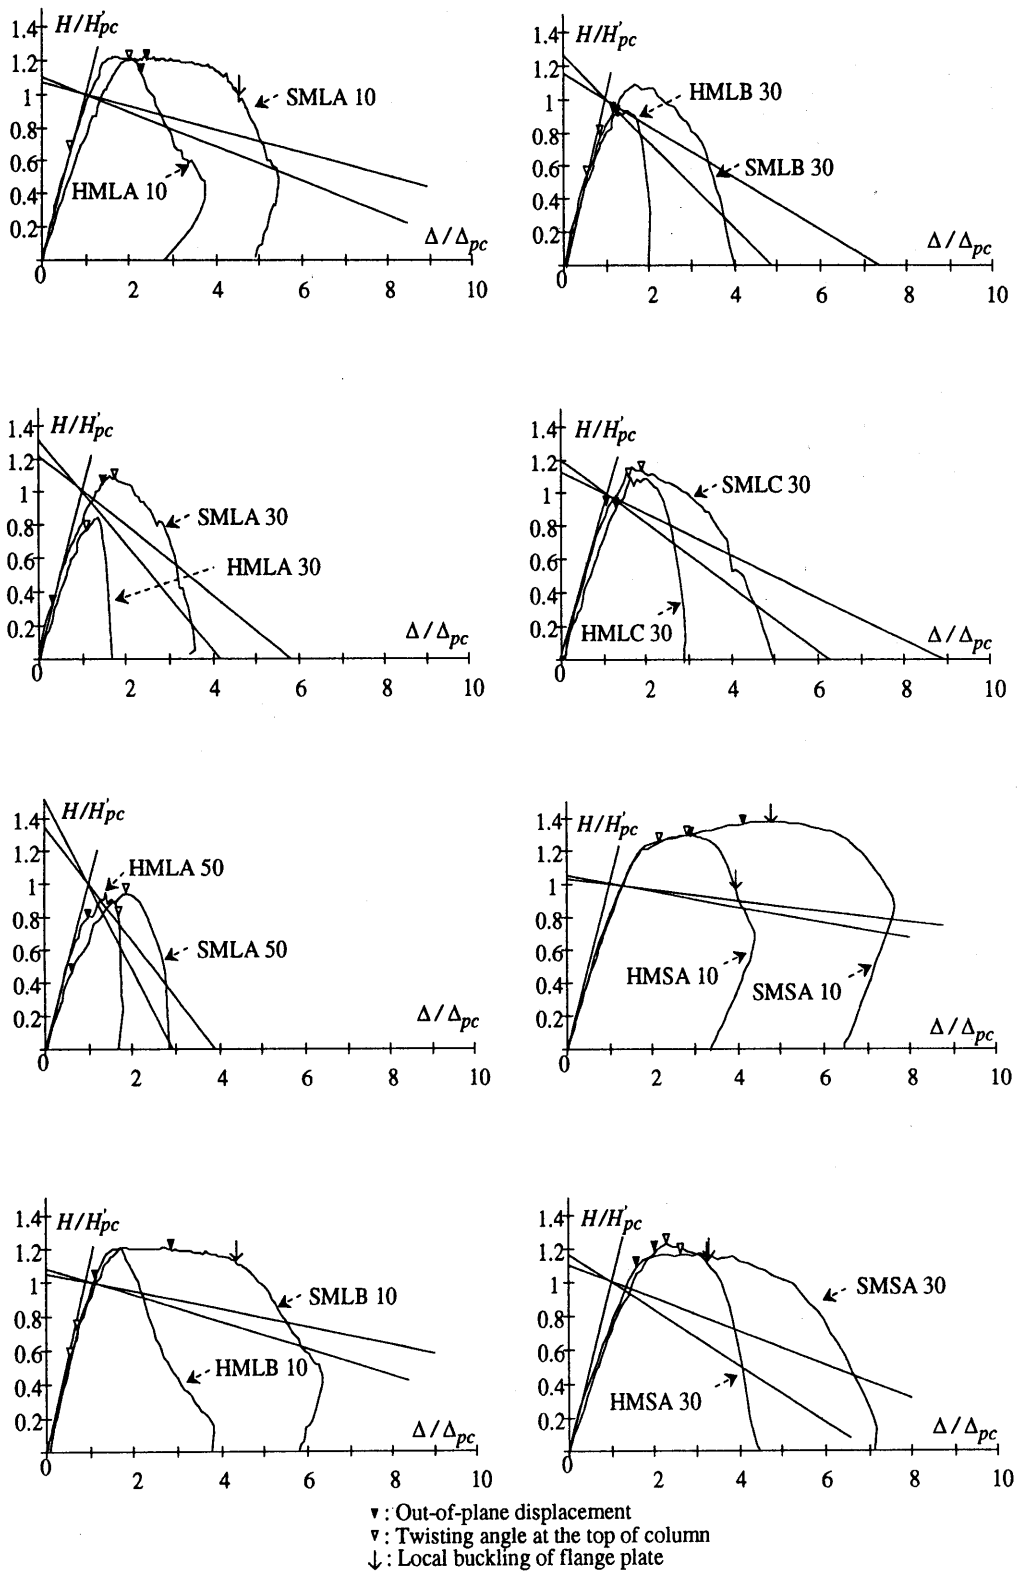 H/H'pc
1.4
1.2
1
0.8
0.6
0.4
0.2
0
2
4
6
8
10
SMLA 10
HMLA 10
Δ/Δpc
H/H'pc
1.4
1.2
1
0.8
0.6
0.4
0.2
0
2
4
6
8
10
HMLB 30
SMLB 30
Δ/Δpc
H/H'pc
1.4
1.2
1
0.8
0.6
0.4
0.2
0
2
4
6
8
10
SMLA 30
HMLA 30
Δ/Δpc
H/H'pc
1.4
1.2
1
0.8
0.6
0.4
0.2
0
2
4
6
8
10
SMLC 30
HMLC 30
Δ/Δpc
H/H'pc
1.4
1.2
1
0.8
0.6
0.4
0.2
0
2
4
6
8
10
HMLA 50
SMLA 50
Δ/Δpc
H/H'pc
1.4
1.2
1
0.8
0.6
0.4
0.2
0
2
4
6
8
10
HMSA 10
SMSA 10
Δ/Δpc
H/H'pc
1.4
1.2
1
0.8
0.6
0.4
0.2
0
2
4
6
8
10
SMLB 10
HMLB 10
Δ/Δpc
H/H'pc
1.4
1.2
1
0.8
0.6
0.4
0.2
0
2
4
6
8
10
SMSA 30
HMSA 30
Δ/Δpc
▼: Out-of-plane displacement
▽: Twisting angle at the top of column
↓: Local buckling of flange plate